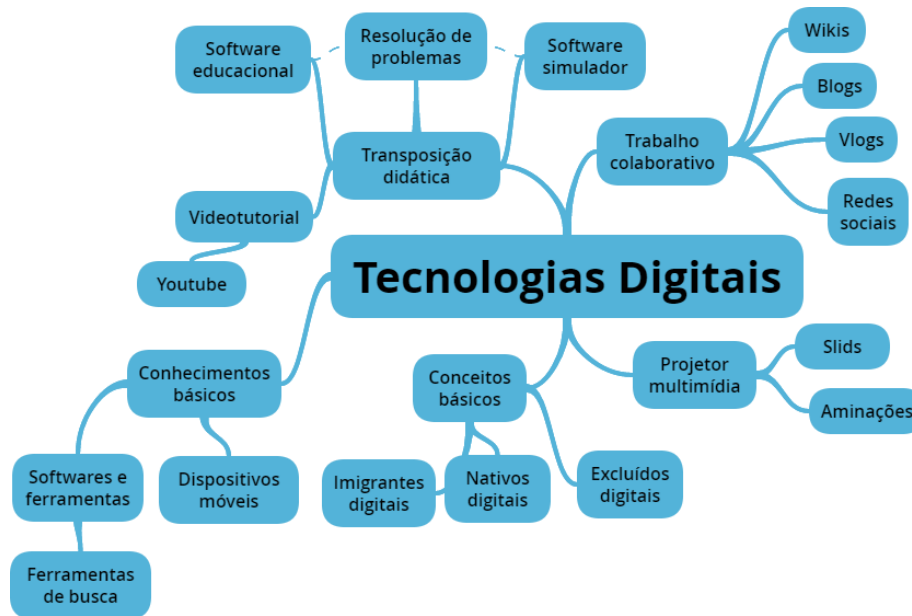 Software
educacional
Resolução de
problemas
Software
simulador
Transposição
didática
Videotutorial
Youtube
Trabalho
colaborativo
Wikis
Blogs
Vlogs
Redes
sociais
Tecnologias Digitais
Conhecimentos
básicos
Softwares e
ferramentas
Dispositivos
móveis
Ferramentas
de busca
Conceitos
básicos
Imigrantes
digitais
Nativos
digitais
Excluídos
digitais
Projetor
multimídia
Slids
Aminações